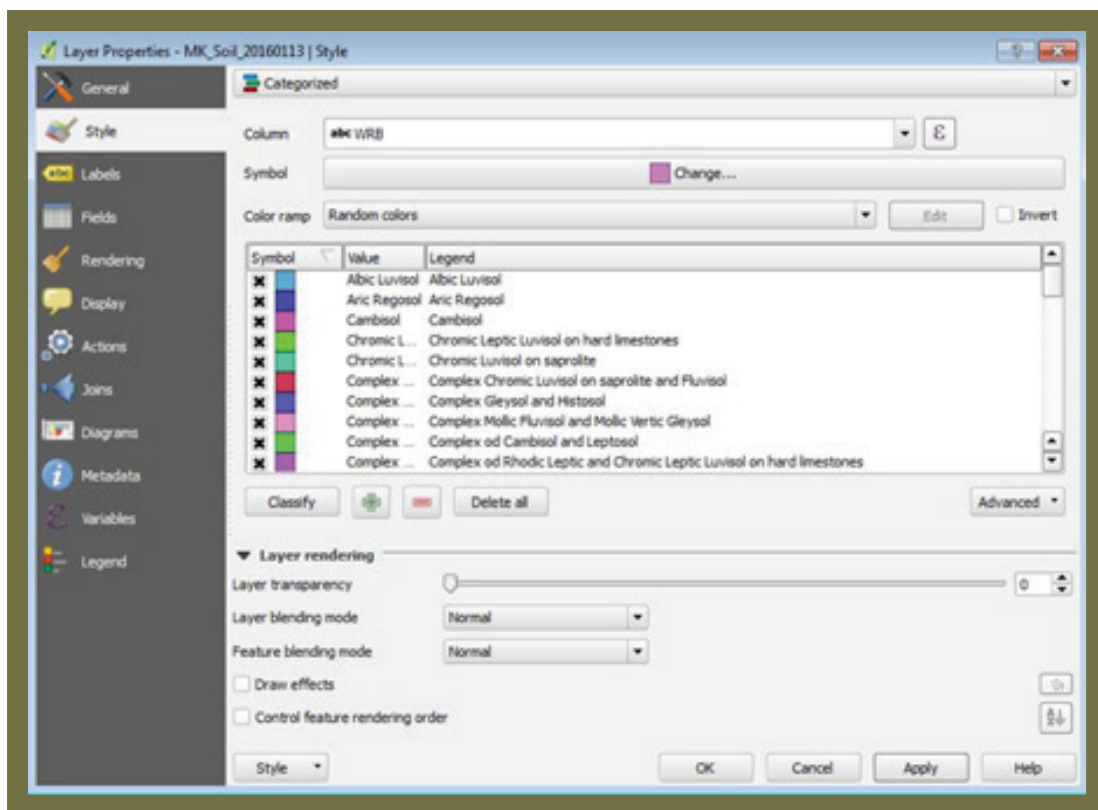 Layer Properties - MK_Soil_20160113 | Style
General
Style
Labels
Fields
Rendering
Display
Actions
Joins
Diagrams
Metadata
Variables
Legend
Categorized
Column abc WRB ε
Symbol Change...
Color ramp Random colors Edit Invert
Symbol Value Legend
Albic Luvisol Albic Luvisol
Aric Regosol Aric Regosol
Cambisol Cambisol
Chromic L... Chromic Leptic Luvisol on hard limestones
Chromic L... Chromic Luvisol on saprolite
Complex ... Complex Chromic Luvisol on saprolite and Fluvisol
Complex ... Complex Gleysol and Histosol
Complex ... Complex Mollic Fluvisol and Mollic Vertic Gleysol
Complex ... Complex od Cambisol and Leptosol
Complex ... Complex od Rhodic Leptic and Chromic Leptic Luvisol on hard limestones
Classify Delete all Advanced
Layer rendering
Layer transparency 0
Layer blending mode Normal
Feature blending mode Normal
Draw effects
Control feature rendering order
Style OK Cancel Apply Help